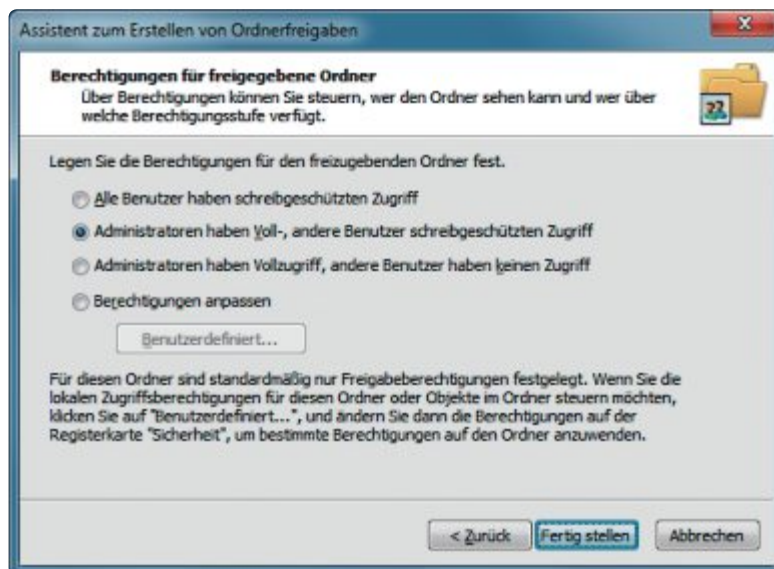 Assistent zum Erstellen von Ordnerfreigaben
Berechtigungen für freigegebene Ordner
Über Berechtigungen können Sie steuern, wer den Ordner sehen kann und wer über
welche Berechtigungsstufe verfügt.
Legen Sie die Berechtigungen für den freizugebenden Ordner fest.
Alle Benutzer haben schreibgeschützten Zugriff
Administratoren haben Voll-, andere Benutzer schreibgeschützten Zugriff
Administratoren haben Vollzugriff, andere Benutzer haben keinen Zugriff
Berechtigungen anpassen
Benutzerdefiniert...
Für diesen Ordner sind standardmäßig nur Freigabeberechtigungen festgelegt. Wenn Sie die
lokalen Zugriffsberechtigungen für diesen Ordner oder Objekte im Ordner steuern möchten,
klicken Sie auf "Benutzerdefiniert...", und ändern Sie dann die Berechtigungen auf der
Registerkarte "Sicherheit", um bestimmte Berechtigungen auf den Ordner anzuwenden.
< Zurück Fertig stellen Abbrechen